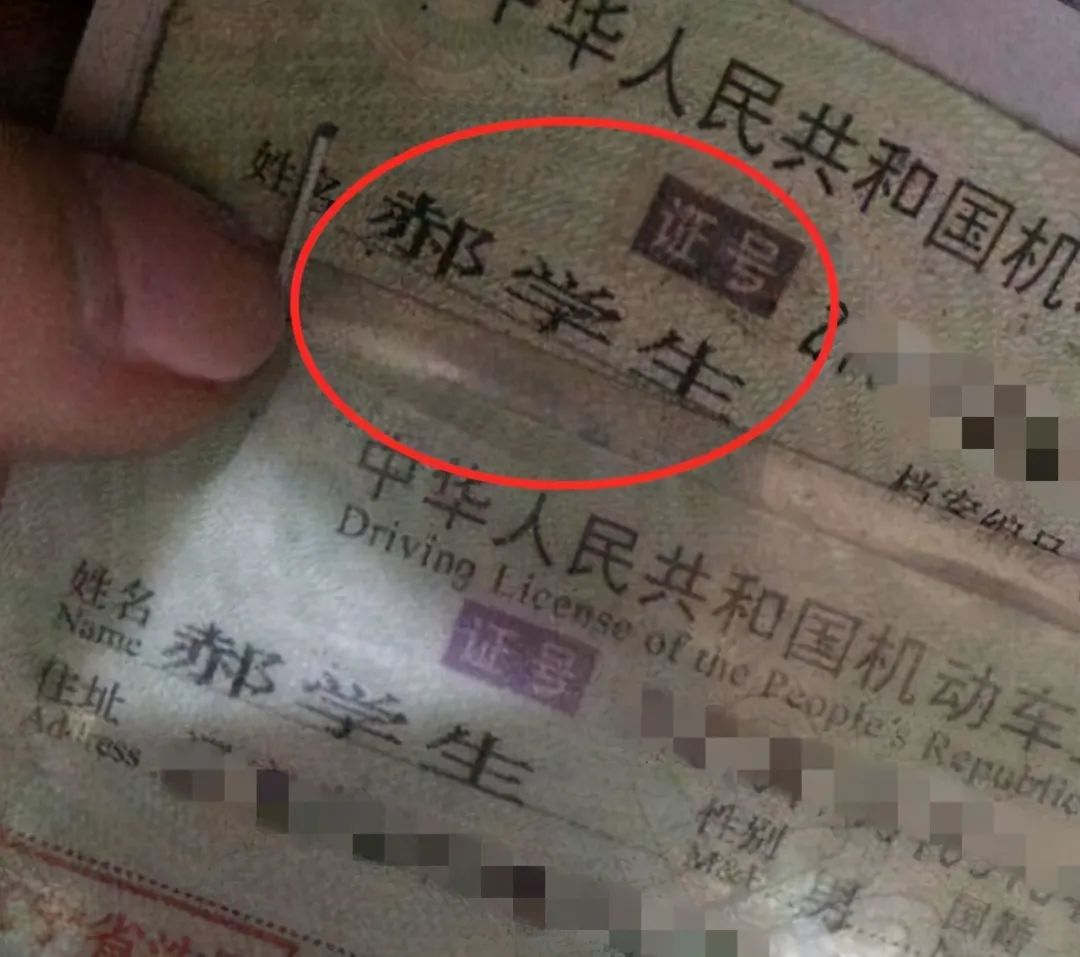 中华人民共和国机
证号
姓名 郝学生
档案编号
中华人民共和国机动车
Driving License of the People's Republic
证号
姓名 郝学生
Name
性别 男
M&F
国籍
住址
Address
省